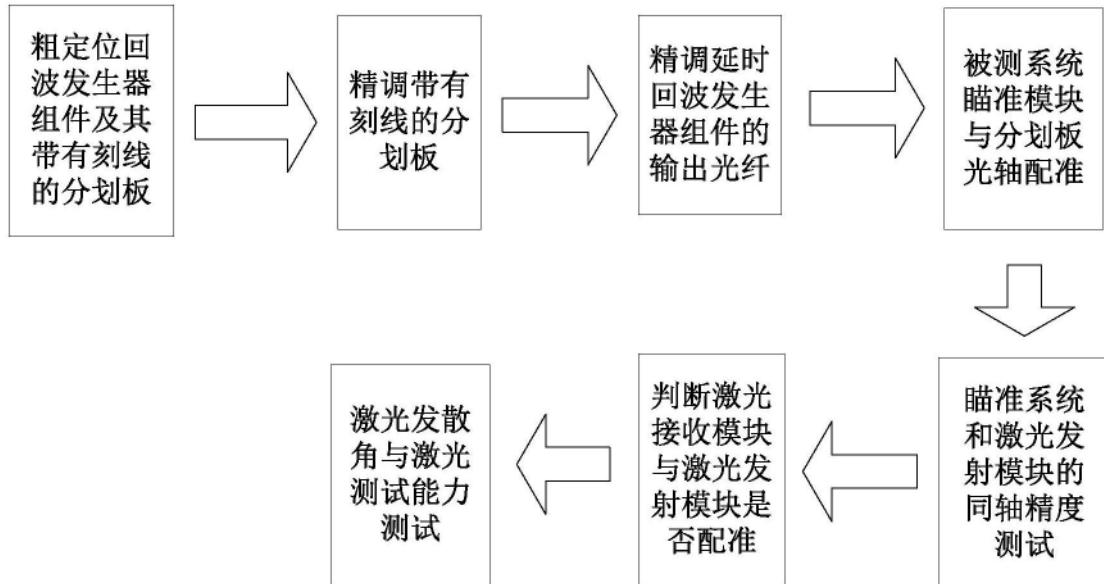 粗定位回
波发生器
组件及其
带有刻线
的分划板
精调带有
刻线的分
划板
精调延时
回波发生
器组件的
输出光纤
被测系统
瞄准模块
与分划板
光轴配准
瞄准系统
和激光发
射模块的
同轴精度
测试
判断激光
接收模块
与激光发
射模块是
否配准
激光发散
角与激光
测试能力
测试